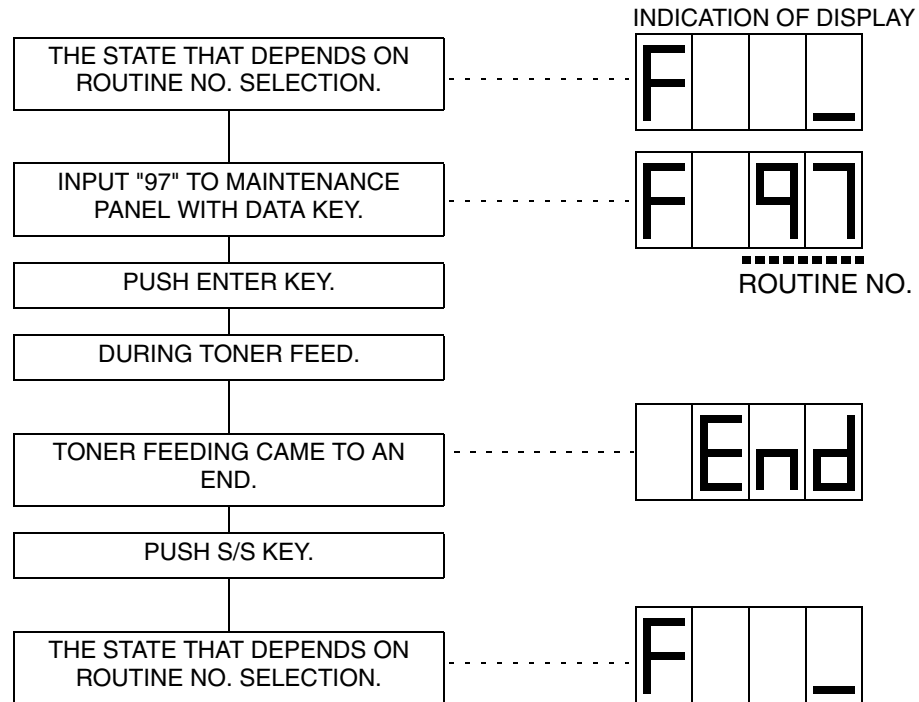 INDICATION OF DISPLAY
THE STATE THAT DEPENDS ON
ROUTINE NO. SELECTION.
F _
INPUT "97" TO MAINTENANCE
PANEL WITH DATA KEY.
F 97
ROUTINE NO.
PUSH ENTER KEY.
DURING TONER FEED.
TONER FEEDING CAME TO AN
END.
End
PUSH S/S KEY.
THE STATE THAT DEPENDS ON
ROUTINE NO. SELECTION.
F _